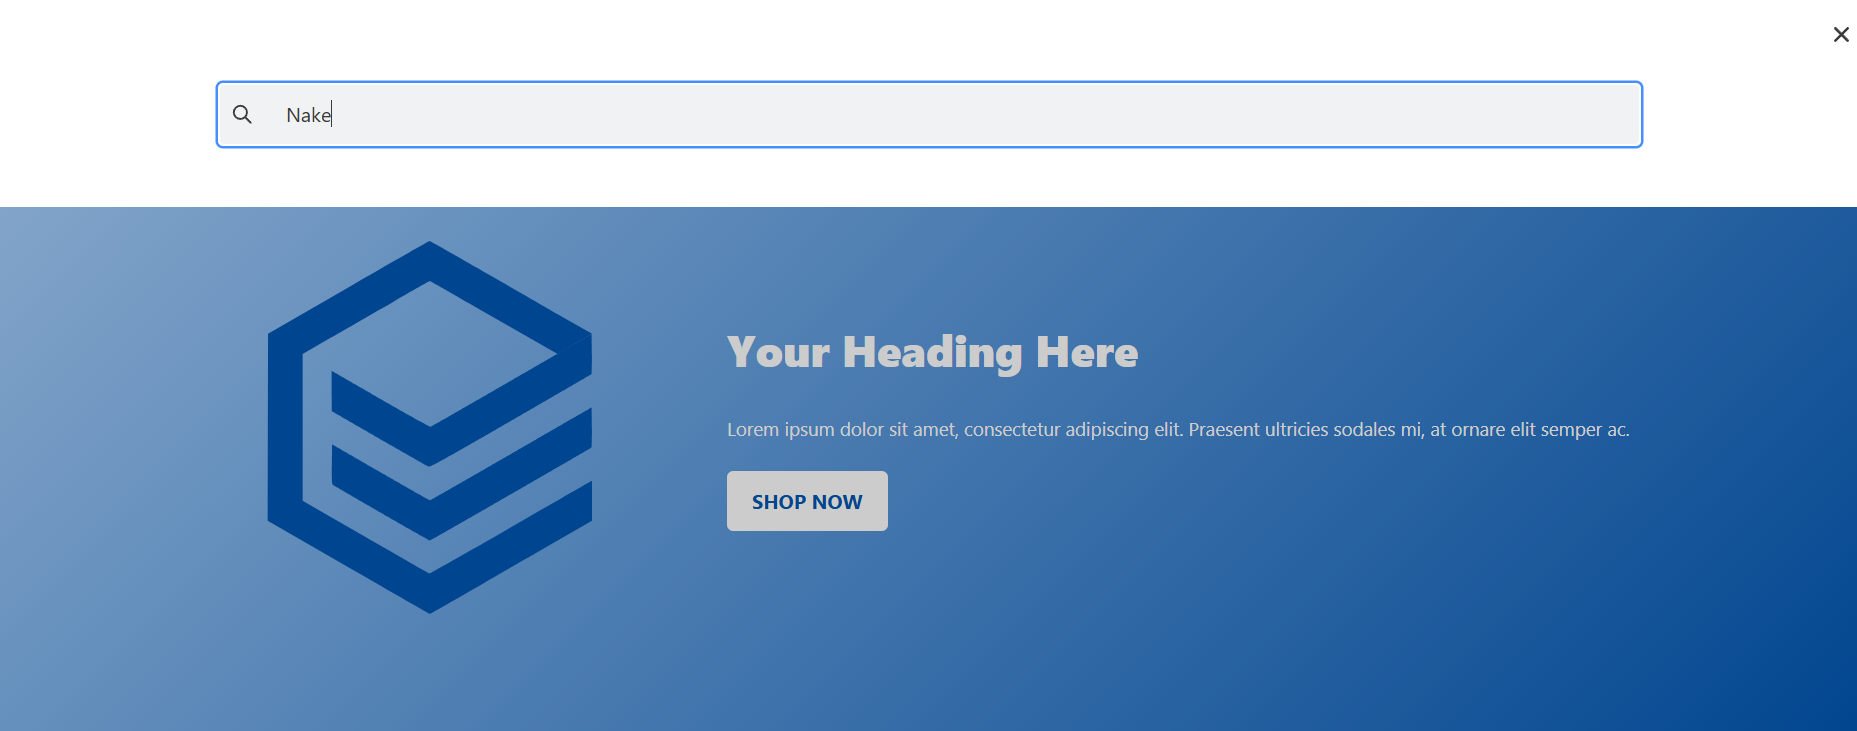 Nake
Your Heading Here
Lorem ipsum dolor sit amet, consectetur adipiscing elit. Praesent ultricies sodales mi, at ornare elit semper ac.
SHOP NOW